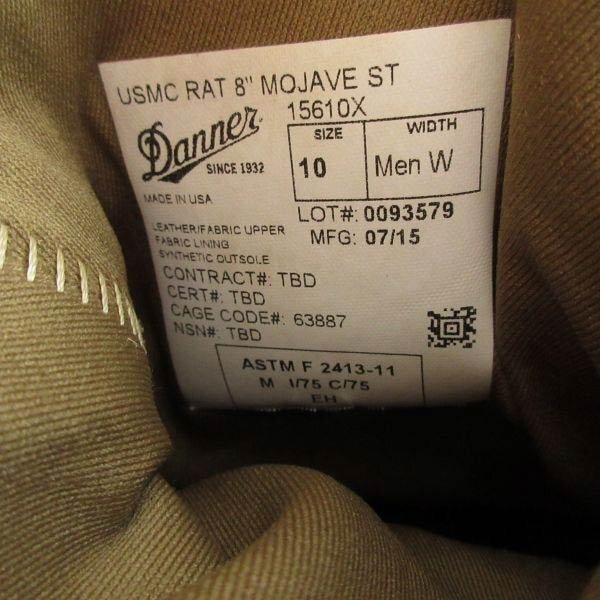 USMC RAT 8" MOJAVE ST
15610X
Danner
SINCE 1932
MADE IN USA
SIZE
10
WIDTH
Men W
LOT#: 0093579
MFG: 07/15
LEATHER/FABRIC UPPER
FABRIC LINING
SYNTHETIC OUTSOLE
CONTRACT#: TBD
CERT#: TBD
CAGE CODE#: 63887
NSN#: TBD
ASTM F 2413-11
M I/75 C/75
EH